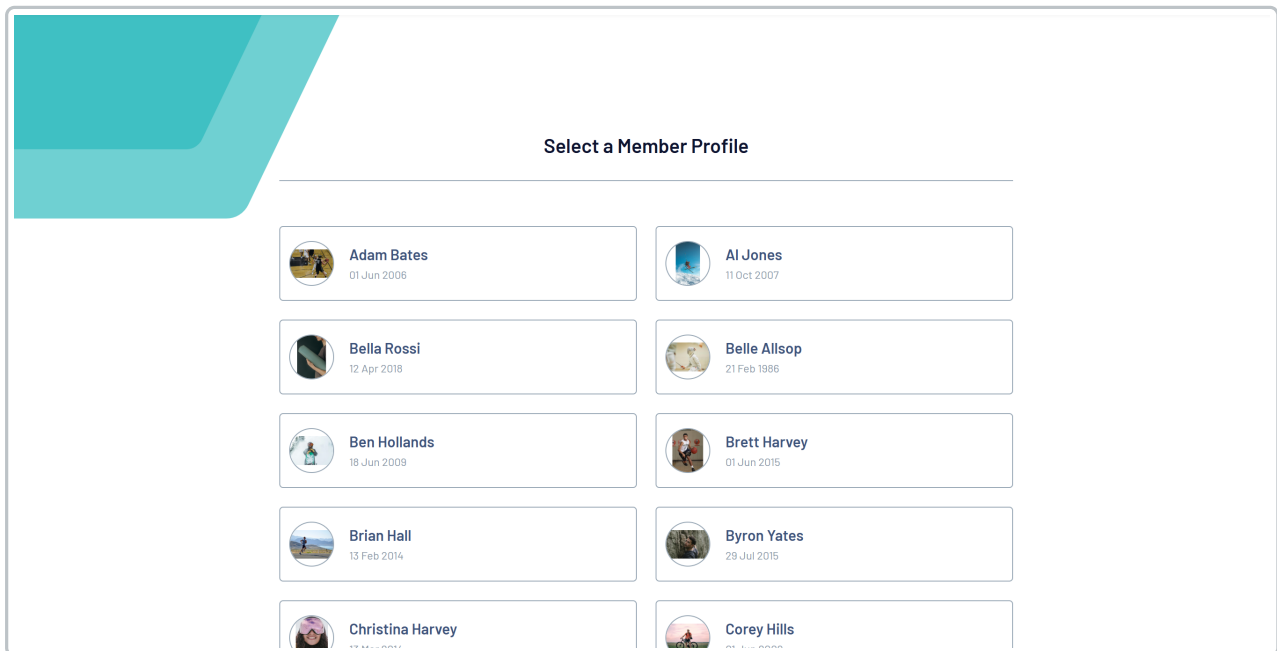 Select a Member Profile
Adam Bates
01 Jun 2006
Al Jones
11 Oct 2007
Bella Rossi
12 Apr 2018
Belle Allsop
21 Feb 1986
Ben Hollands
18 Jun 2009
Brett Harvey
01 Jun 2015
Brian Hall
13 Feb 2014
Byron Yates
29 Jul 2015
Christina Harvey
Corey Hills